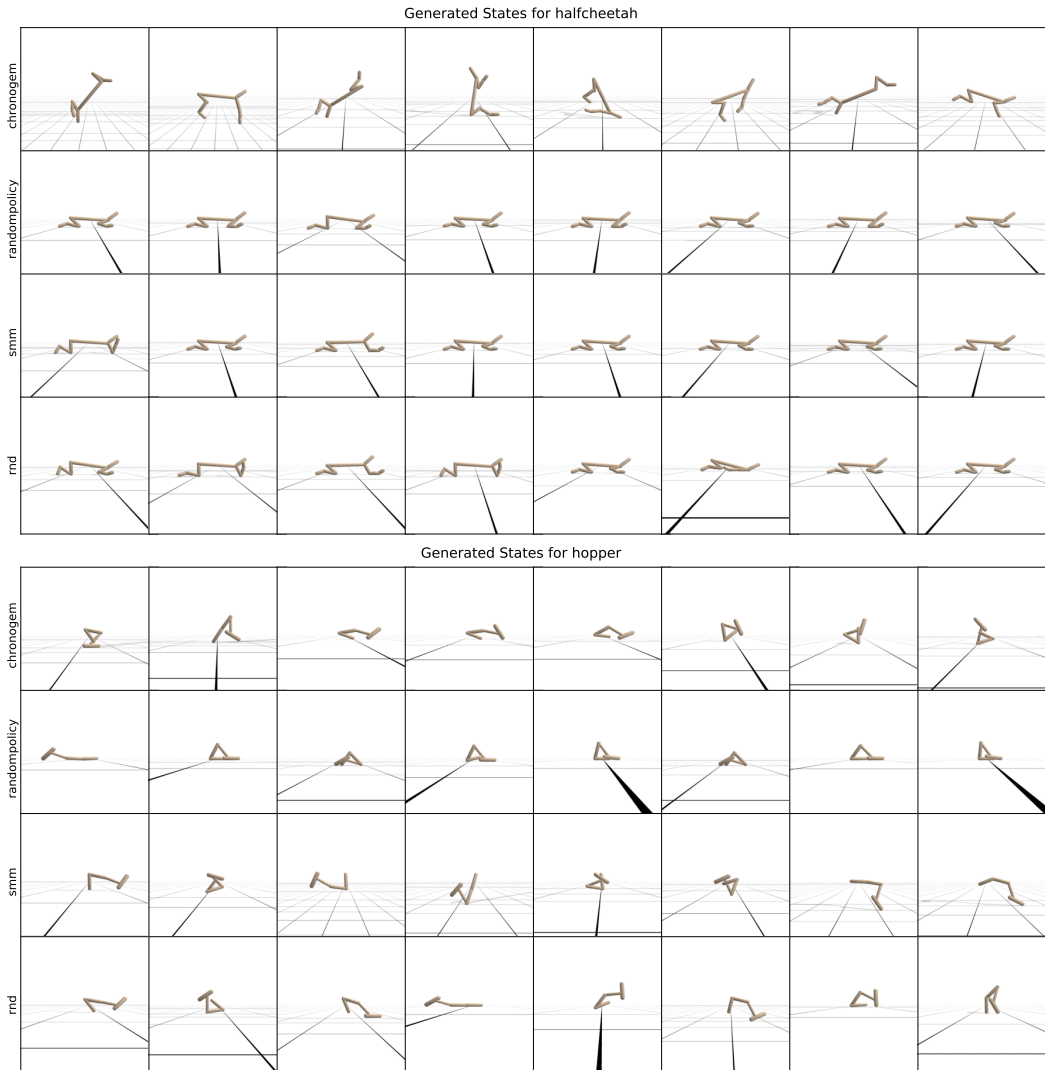 Generated States for halfcheetah
chronogem
randompolicy
smm
rnd
Generated States for hopper
chronogem
randompolicy
smm
rnd